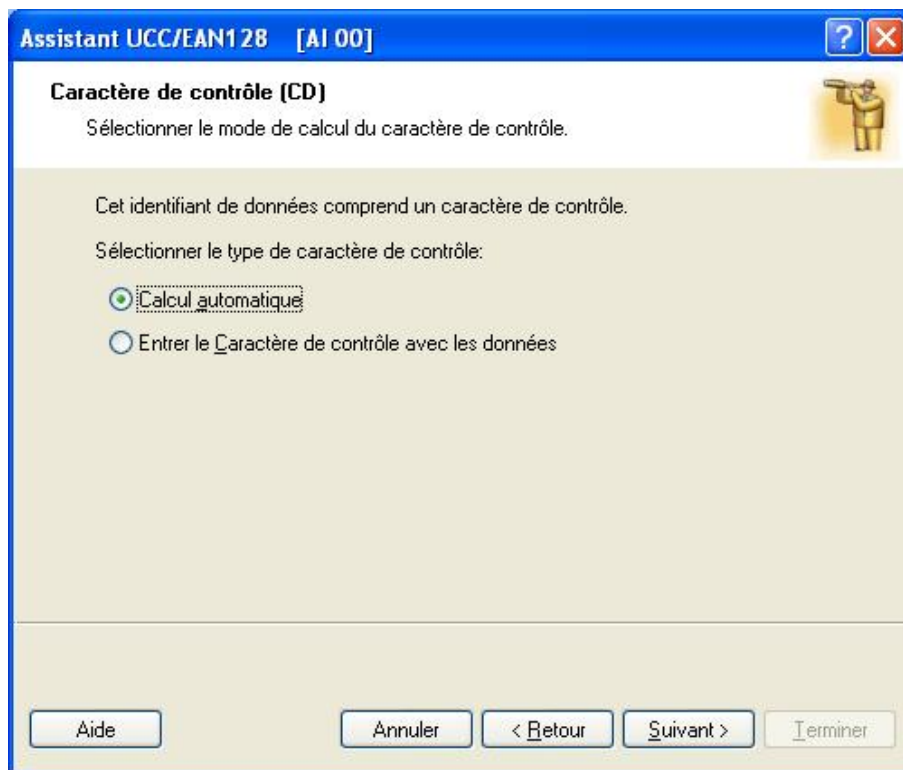 Assistant UCC/EAN128 [AI 00]
?
Caractère de contrôle (CD)
Sélectionner le mode de calcul du caractère de contrôle.
Cet identifiant de données comprend un caractère de contrôle.
Sélectionner le type de caractère de contrôle:
Calcul automatique
Entrer le Caractère de contrôle avec les données
Aide
Annuler
< Retour
Suivant >
Terminer